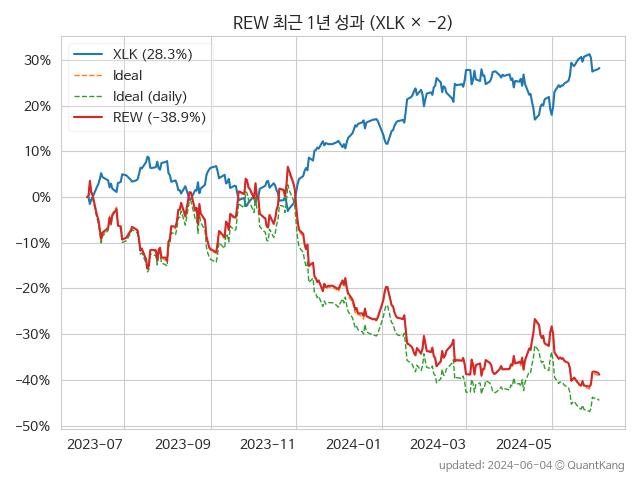 REW 최근 1년 성과 (XLK × −2)
XLK (28.3%)
Ideal
Ideal (daily)
REW (−38.9%)
30%
20%
10%
0%
−10%
−20%
−30%
−40%
−50%
2023−07
2023−09
2023−11
2024−01
2024−03
2024−05
updated: 2024-06-04 ⓒ QuantKang